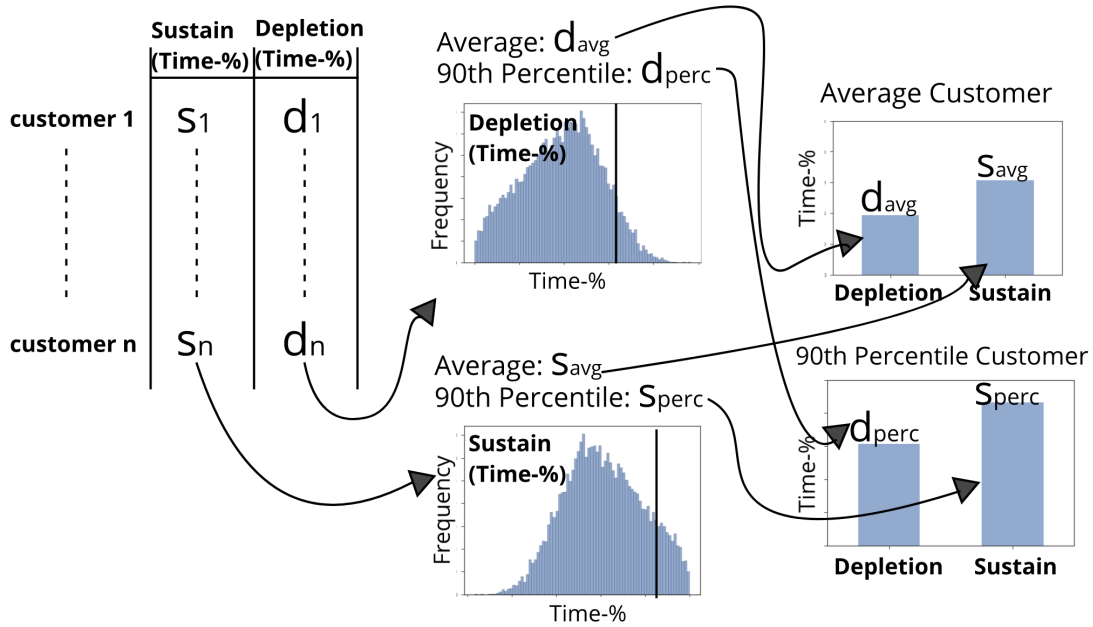 Sustain
(Time-%)
Depletion
(Time-%)
customer 1
s1
d1
customer n
sn
dn
Average: davg
90th Percentile: dperc
Depletion
(Time-%)
Frequency
Time-%
Average: savg
90th Percentile: sperc
Sustain
(Time-%)
Frequency
Time-%
Average Customer
Time-%
davg
savg
Depletion
Sustain
90th Percentile Customer
Time-%
dperc
sperc
Depletion
Sustain